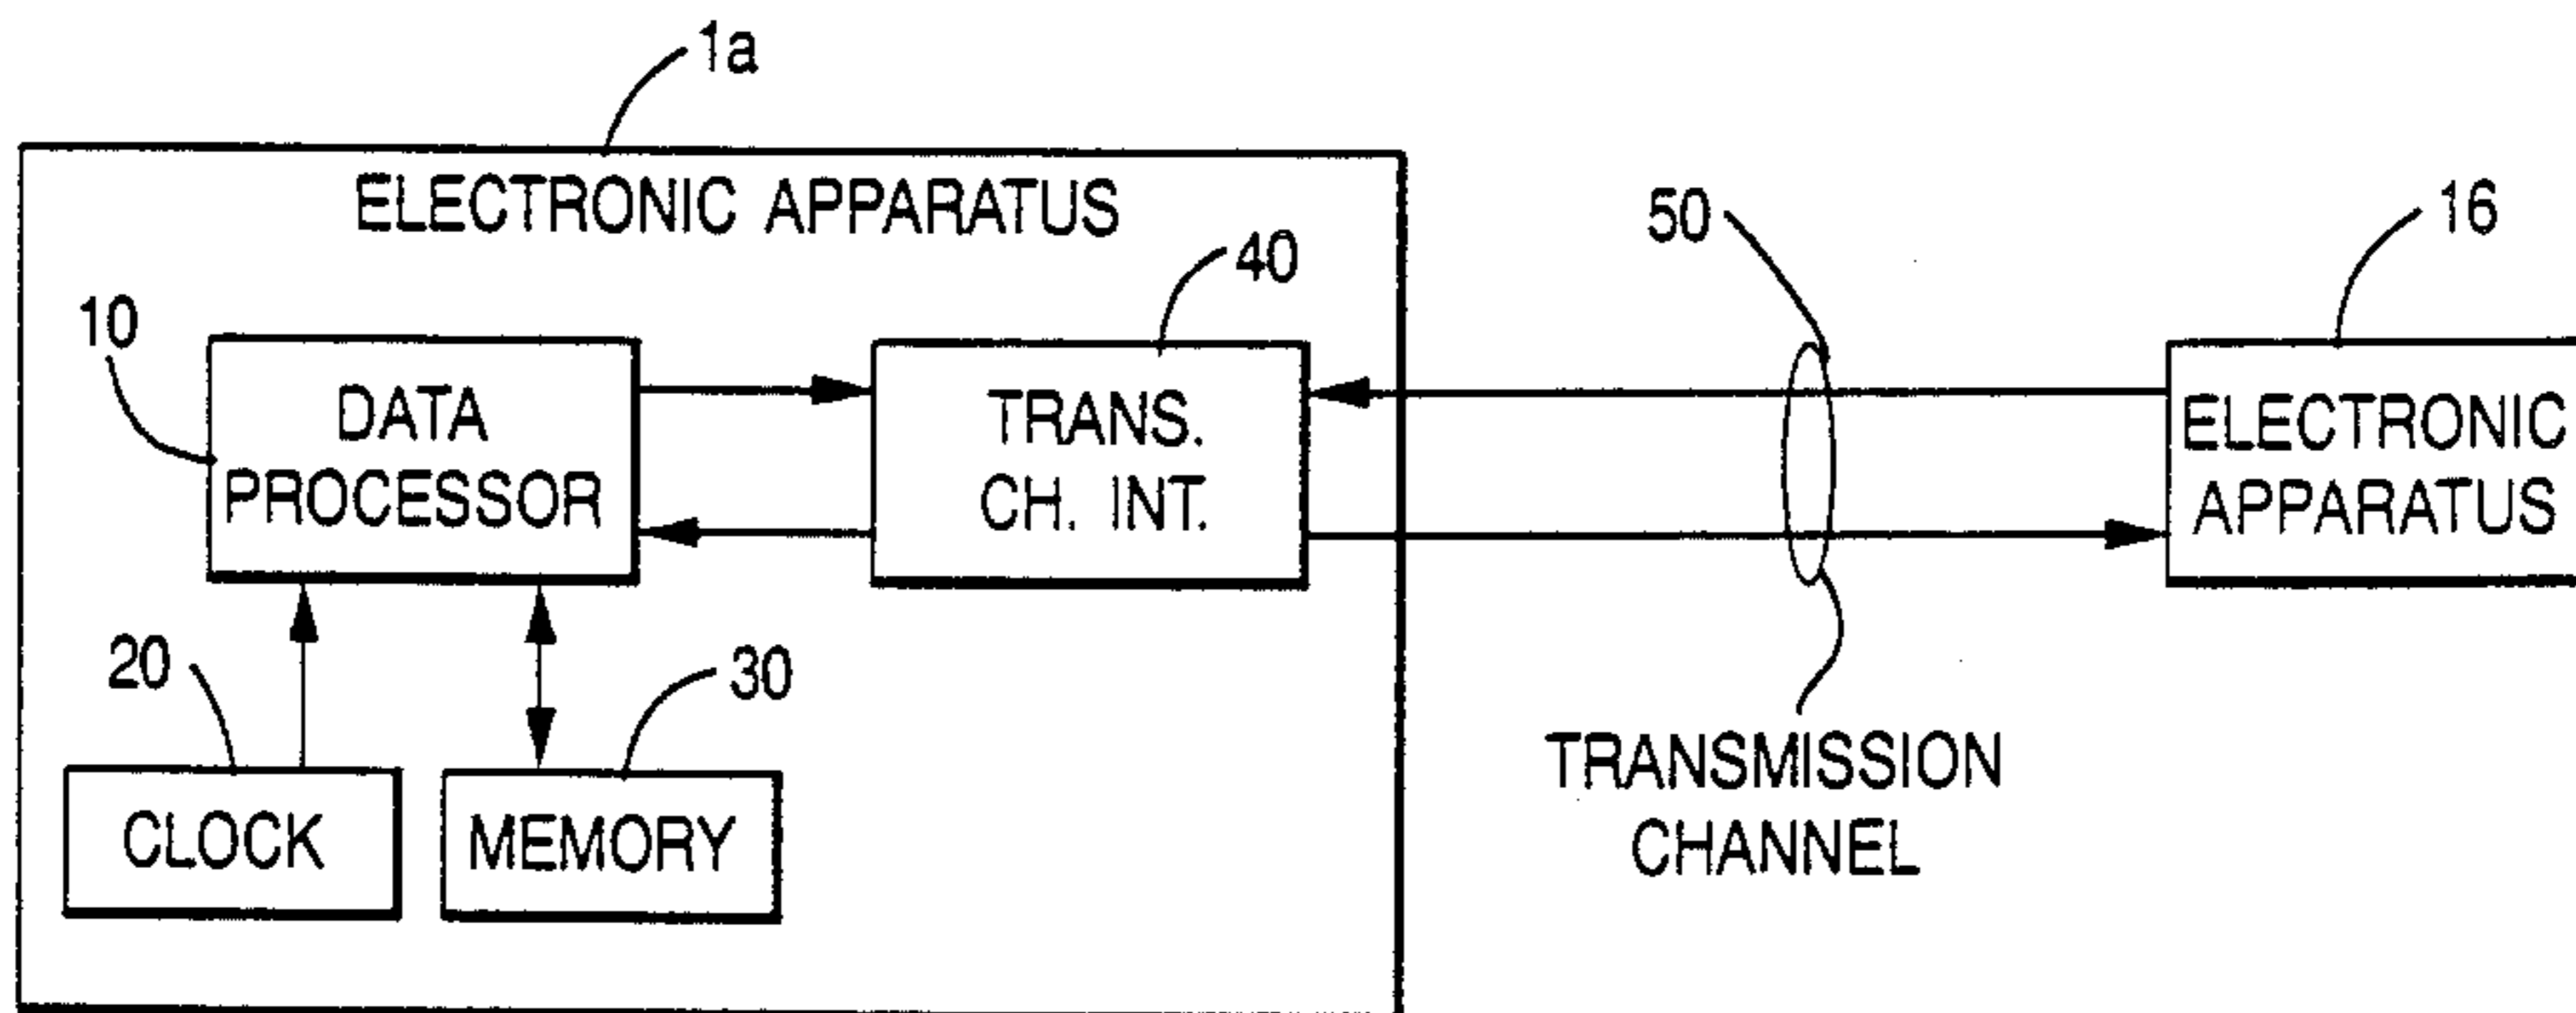 1a
ELECTRONIC APPARATUS
50
16
40
10
DATA
PROCESSOR
TRANS.
CH. INT.
ELECTRONIC
APPARATUS
20
30
CLOCK
MEMORY
TRANSMISSION
CHANNEL